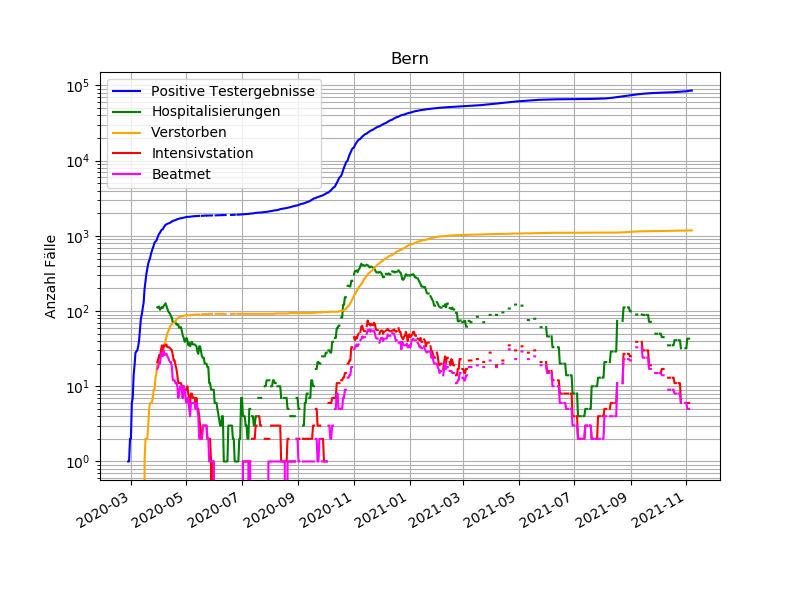 Bern
Anzahl Fälle
10^5
10^4
10^3
10^2
10^1
10^0
Positive Testergebnisse
Hospitalisierungen
Verstorben
Intensivstation
Beatmet
2020-03
2020-05
2020-07
2020-09
2020-11
2021-01
2021-03
2021-05
2021-07
2021-09
2021-11